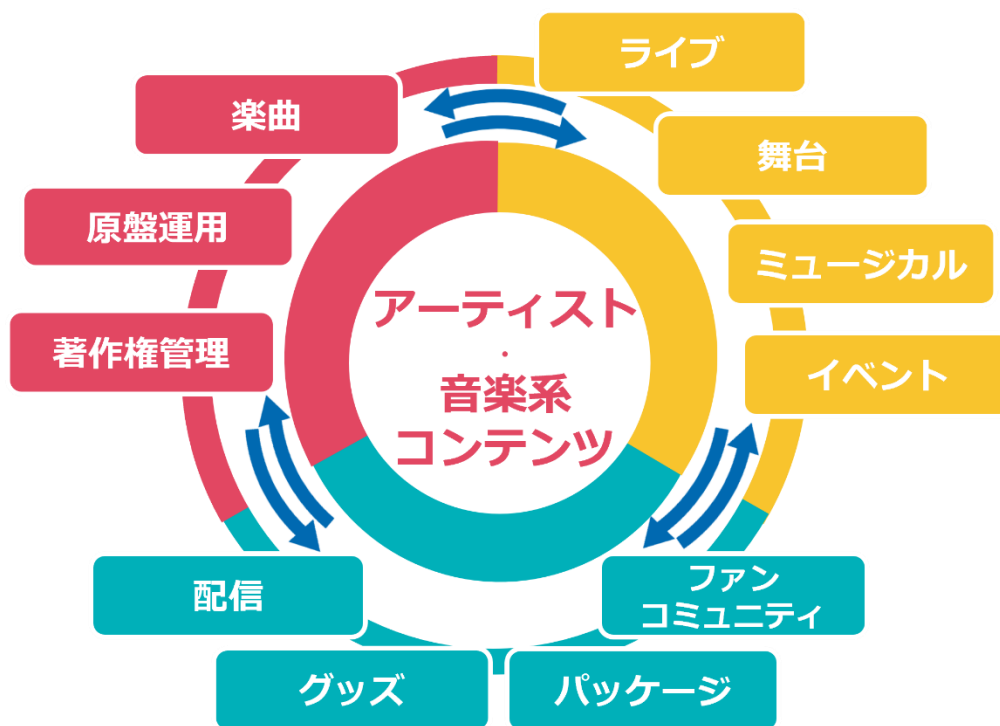 ライブ
楽曲
舞台
原盤運用
ミュージカル
著作権管理
イベント
アーティスト
・
音楽系
コンテンツ
配信
ファン
コミュニティ
グッズ
パッケージ